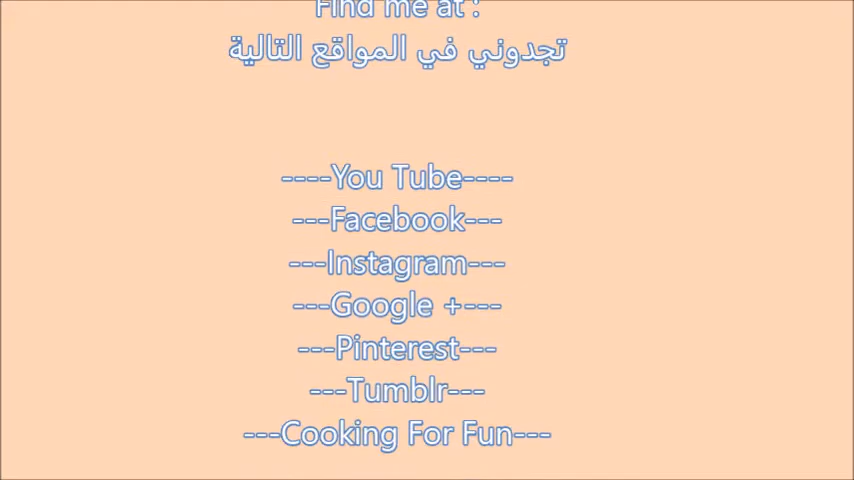 Find me at :
تجدوني في المواقع التالية
----You Tube----
---Facebook---
---Instagram---
---Google +---
---Pinterest---
---Tumblr---
---Cooking For Fun---